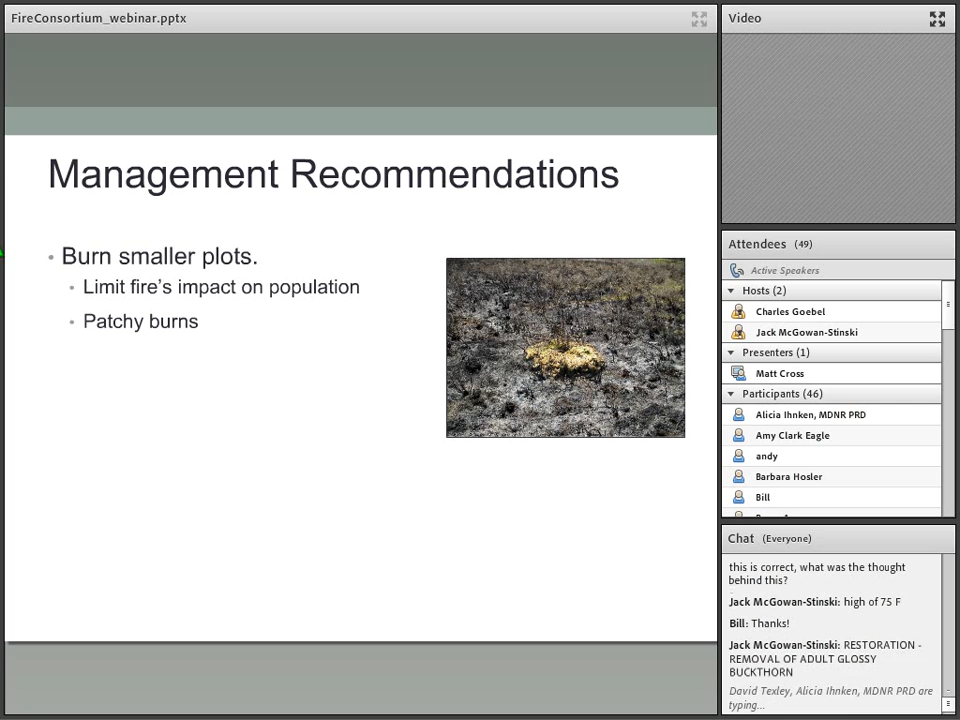 FireConsortium_webinar.pptx
Management Recommendations
• Burn smaller plots.
• Limit fire's impact on population
• Patchy burns
Video
Attendees (49)
Active Speakers
Hosts (2)
Charles Goebel
Jack McGowan-Stinski
Presenters (1)
Matt Cross
Participants (46)
Alicia Ihnken, MDNR PRD
Amy Clark Eagle
andy
Barbara Hosler
Bill
Chat (Everyone)
this is correct, what was the thought
behind this?
Jack McGowan-Stinski: high of 75 F
Bill: Thanks!
Jack McGowan-Stinski: RESTORATION -
REMOVAL OF ADULT GLOSSY
BUCKTHORN
David Texley, Alicia Ihnken, MDNR PRD are
typing...